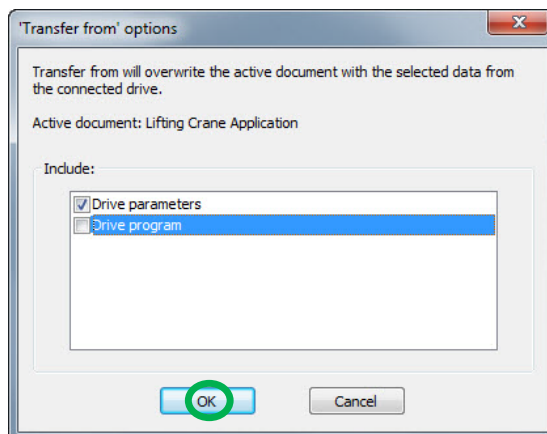 'Transfer from' options
Transfer from will overwrite the active document with the selected data from
the connected drive.
Active document: Lifting Crane Application
Include:
Drive parameters
Drive program
OK
Cancel